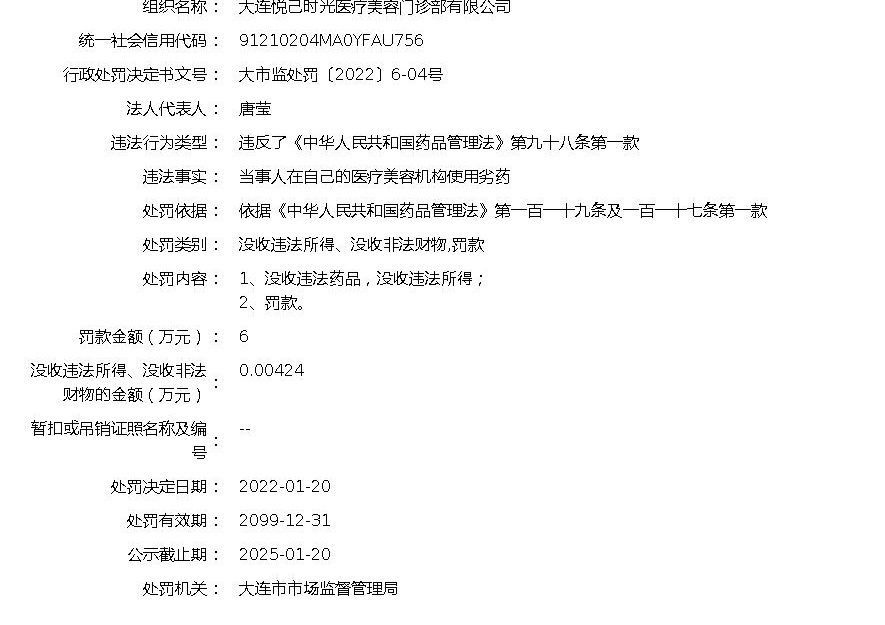 组织名称： 大连悦己时光医疗美容门诊部有限公司
统一社会信用代码： 91210204MA0YFAU756
行政处罚决定书文号： 大市监处罚〔2022〕6-04号
法人代表人： 唐莹
违法行为类型： 违反了《中华人民共和国药品管理法》第九十八条第一款
违法事实： 当事人在自己的医疗美容机构使用劣药
处罚依据： 依据《中华人民共和国药品管理法》第一百一十九条及一百一十七条第一款
处罚类别： 没收违法所得、没收非法财物,罚款
处罚内容： 1、没收违法药品，没收违法所得；
2、罚款。
罚款金额（万元）： 6
没收违法所得、没收非法
财物的金额（万元）： 0.00424
暂扣或吊销证照名称及编
号： --
处罚决定日期： 2022-01-20
处罚有效期： 2099-12-31
公示截止期： 2025-01-20
处罚机关： 大连市市场监督管理局